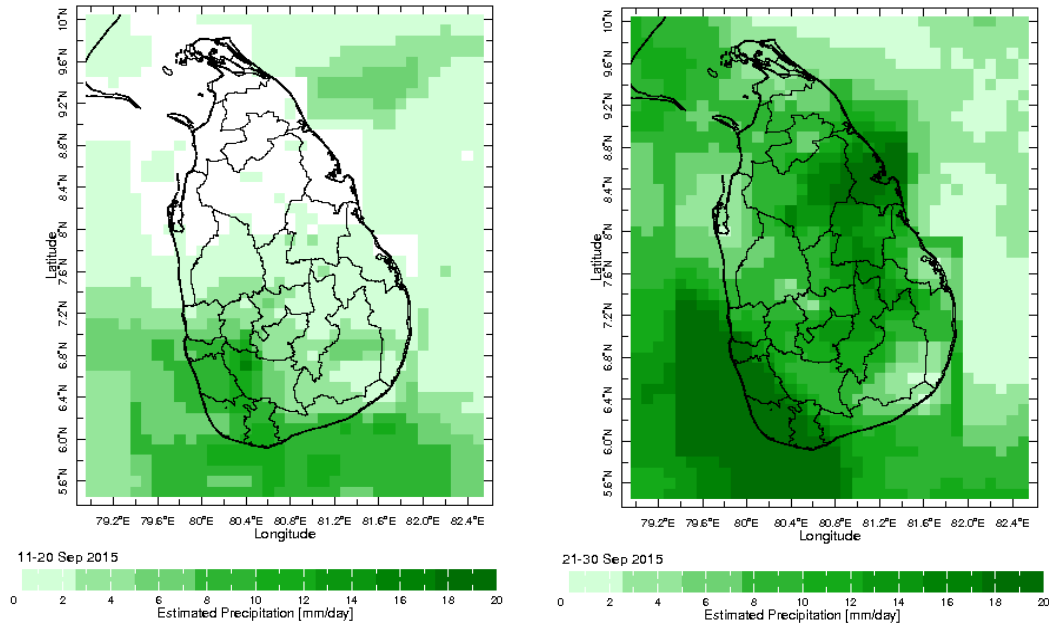 10°N
9.6°N
9.2°N
8.8°N
8.4°N
8°N
7.6°N
7.2°N
6.8°N
6.4°N
6.0°N
5.6°N
Latitude
79.2°E 79.6°E 80°E 80.4°E 80.8°E 81.2°E 81.6°E 82.0°E 82.4°E
Longitude
11-20 Sep 2015
0 2 4 6 8 10 12 14 16 18 20
Estimated Precipitation [mm/day]
10°N
9.6°N
9.2°N
8.8°N
8.4°N
8°N
7.6°N
7.2°N
6.8°N
6.4°N
6.0°N
5.6°N
Latitude
79.2°E 79.6°E 80°E 80.4°E 80.8°E 81.2°E 81.6°E 82.0°E 82.4°E
Longitude
21-30 Sep 2015
0 2 4 6 8 10 12 14 16 18 20
Estimated Precipitation [mm/day]